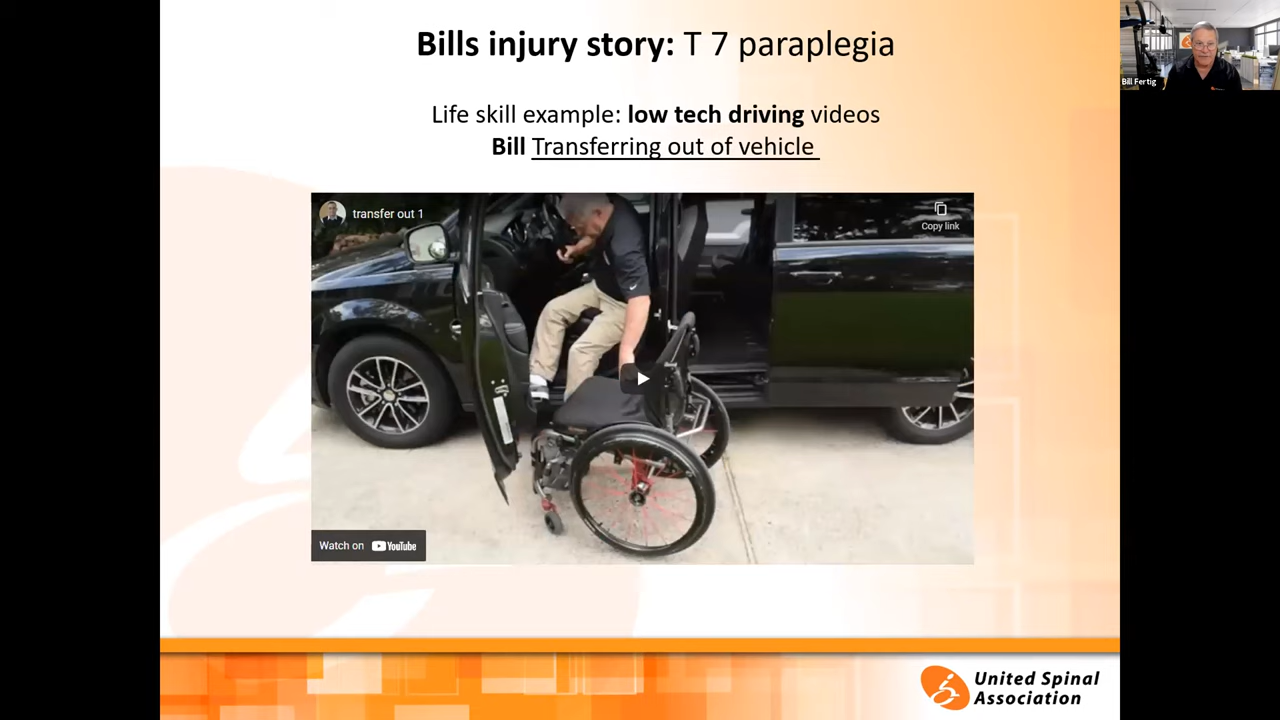 Bills injury story: T 7 paraplegia
Bill Fertig
Life skill example: low tech driving videos
Bill Transferring out of vehicle
transfer out 1
Copy link
Watch on YouTube
United Spinal
Association